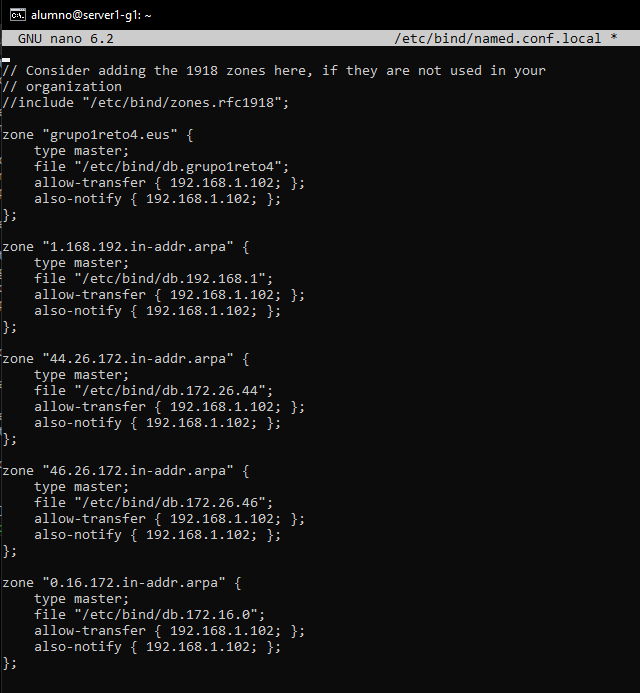 alumno@server1-g1: ~
GNU nano 6.2 /etc/bind/named.conf.local *
// Consider adding the 1918 zones here, if they are not used in your
// organization
//include "/etc/bind/zones.rfc1918";
zone "grupo1reto4.eus" {
    type master;
    file "/etc/bind/db.grupo1reto4";
    allow-transfer { 192.168.1.102; };
    also-notify { 192.168.1.102; };
};
zone "1.168.192.in-addr.arpa" {
    type master;
    file "/etc/bind/db.192.168.1";
    allow-transfer { 192.168.1.102; };
    also-notify { 192.168.1.102; };
};
zone "44.26.172.in-addr.arpa" {
    type master;
    file "/etc/bind/db.172.26.44";
    allow-transfer { 192.168.1.102; };
    also-notify { 192.168.1.102; };
};
zone "46.26.172.in-addr.arpa" {
    type master;
    file "/etc/bind/db.172.26.46";
    allow-transfer { 192.168.1.102; };
    also-notify { 192.168.1.102; };
};
zone "0.16.172.in-addr.arpa" {
    type master;
    file "/etc/bind/db.172.16.0";
    allow-transfer { 192.168.1.102; };
    also-notify { 192.168.1.102; };
};